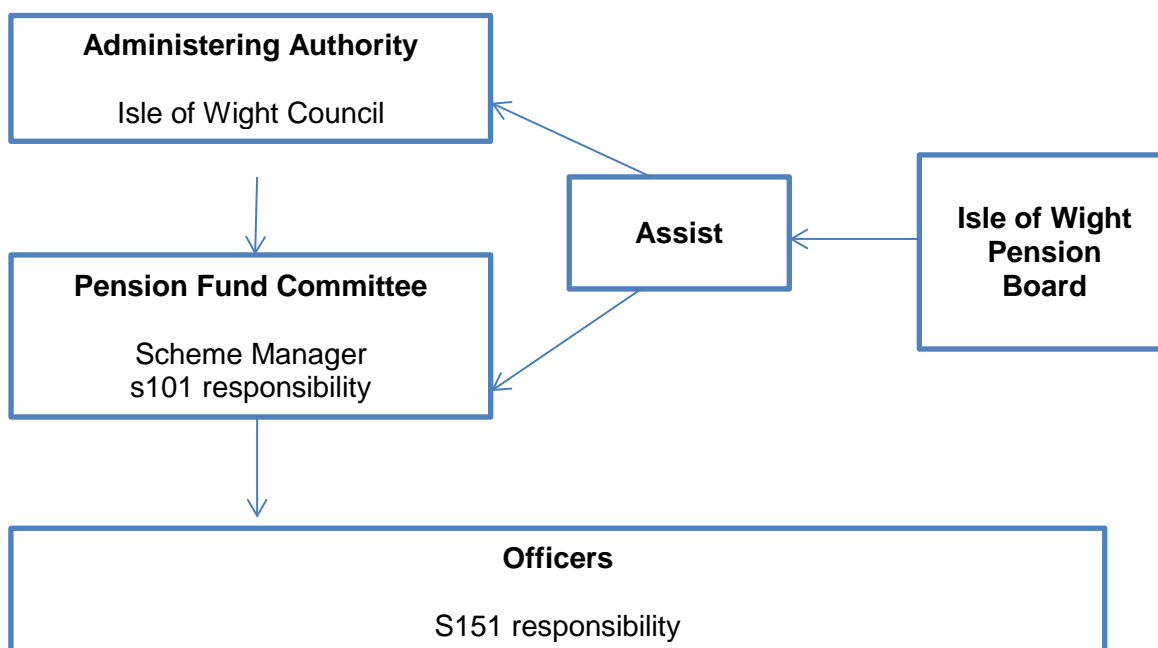 Administering Authority
Isle of Wight Council
Assist
Isle of Wight
Pension
Board
Pension Fund Committee
Scheme Manager
s101 responsibility
Officers
S151 responsibility